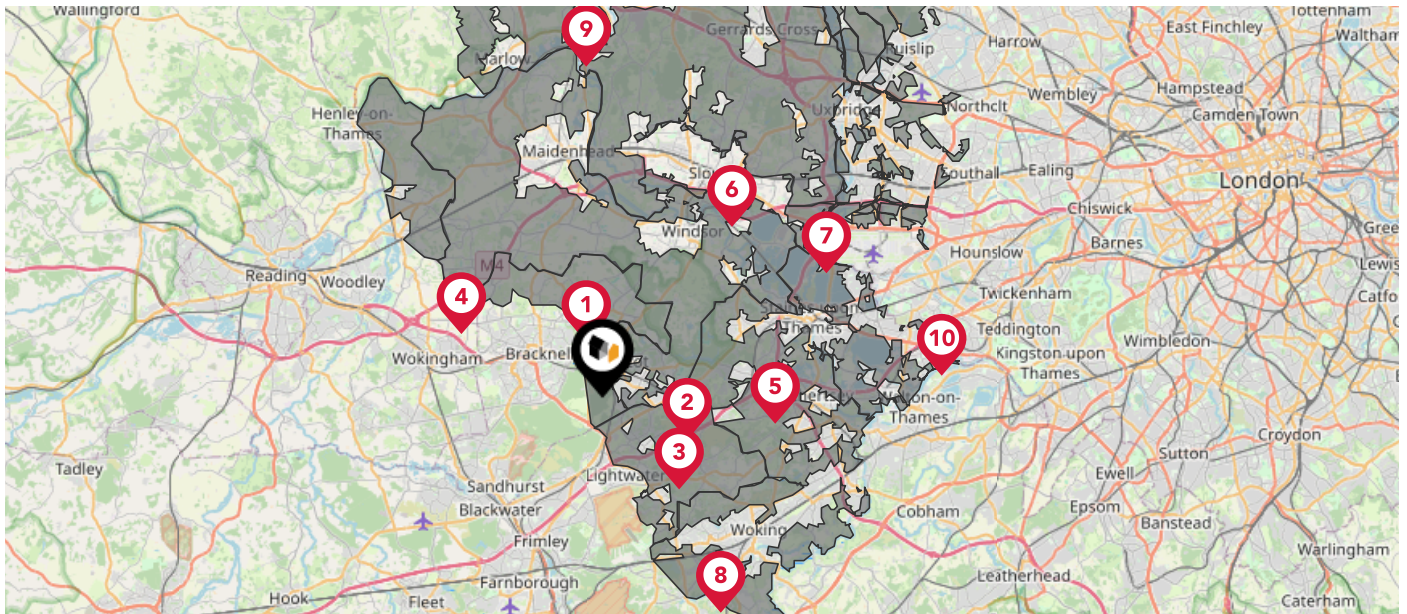 Wallingford
Tottenham
East Finchley
9
Gerrards Cross
Waltham
Harrow
Ruislip
Marlow
Hampstead
Wembley
Northolt
Camden Town
Henley-on-
Thames
Uxbridge
Maidenhead
Ealing
Southall
London
6
Chiswick
Windsor
7
Barnes
Hounslow
M4
Reading
Woodley
Twickenham
4
1
Thames
Teddington
10
Wimbledon
Kingston upon
Thames
Wokingham
Bracknell
5
2
Thames
3
Croydon
Sutton
Tadley
Lightwater
Ewell
Sandhurst
Blackwater
Cobham
Epsom
Banstead
Woking
Frimley
Warlingham
8
Leatherhead
Farnborough
Hook
Fleet
Caterham